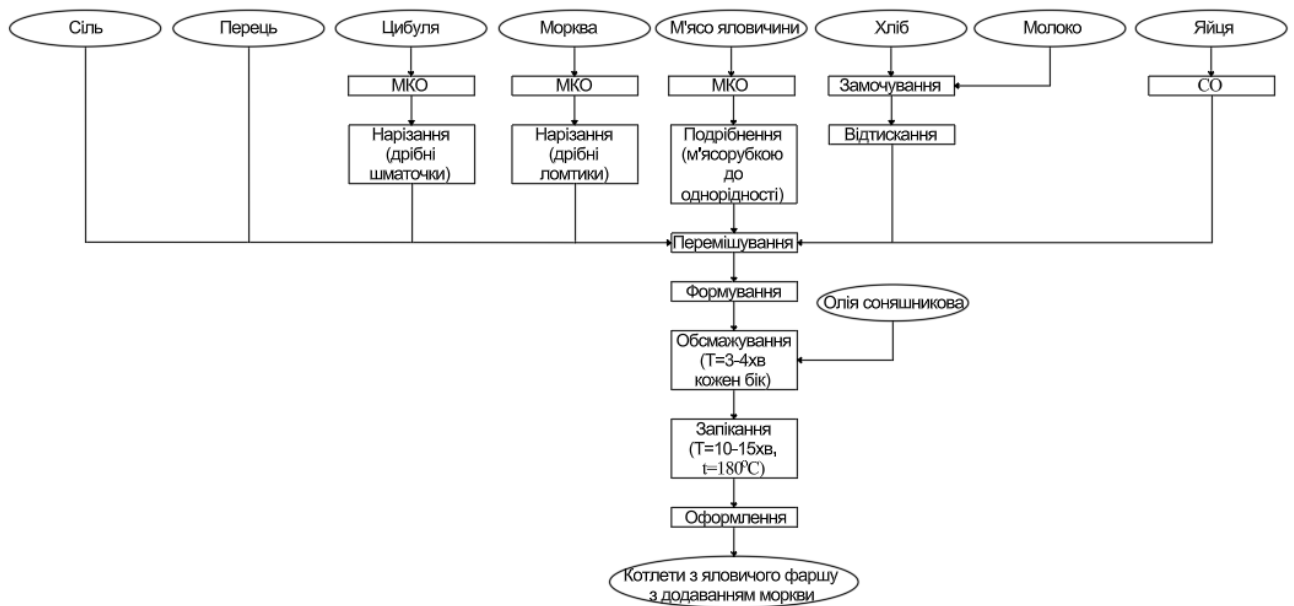 Сіль
Перець
Цибуля
Морква
М'ясо яловичини
Хліб
Молоко
Яйця
МКО
МКО
МКО
Замочування
СО
Нарізання
(дрібні
шматочки)
Нарізання
(дрібні
ломтики)
Подрібнення
(м'ясорубкою
до
однорідності)
Відтискання
Перемішування
Формування
Олія соняшникова
Обсмажування
(T=3-4хв
кожен бік)
Запікання
(T=10-15хв,
t=180⁰C)
Оформлення
Котлети з яловичого фаршу
з додаванням моркви